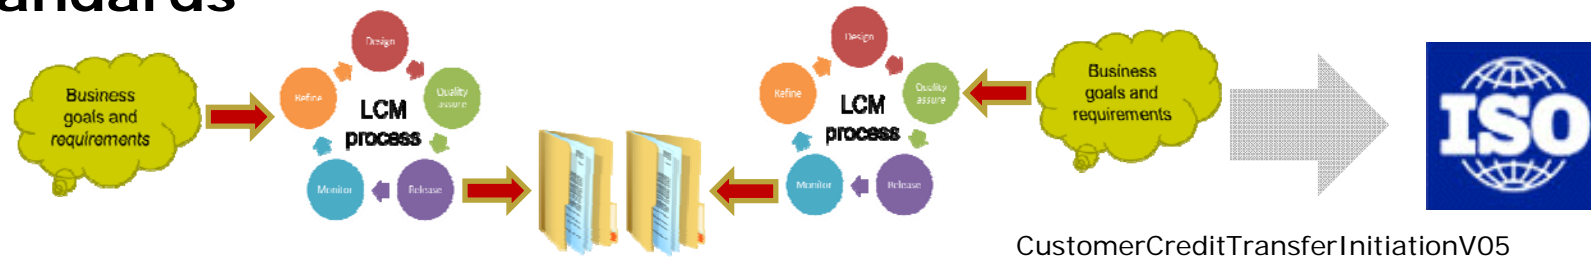 andards
Business
goals and
requirements
Design
Refine
Quality
assure
LCM
process
Monitor
Release
Design
Refine
Quality
assure
LCM
process
Monitor
Release
Business
goals and
requirements
ISO
CustomerCreditTransferInitiationV05